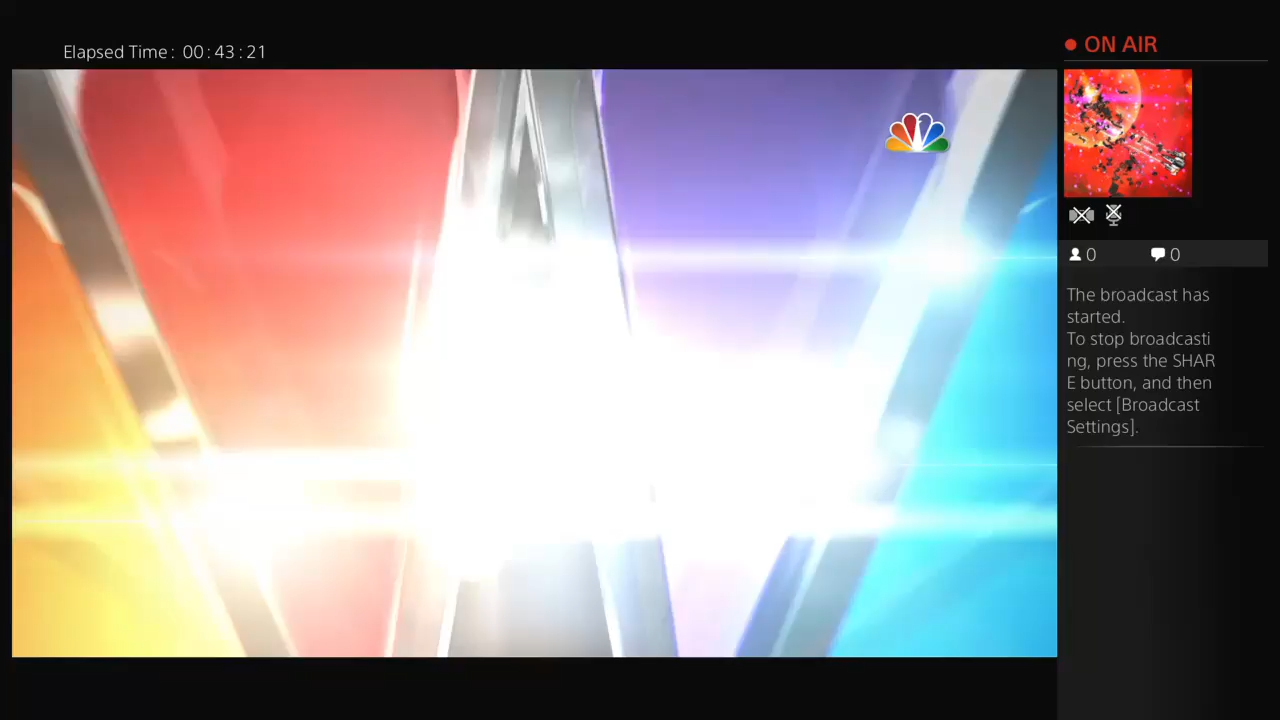 Elapsed Time: 00:43:21
ON AIR
0
0
The broadcast has
started.
To stop broadcasti
ng, press the SHAR
E button, and then
select [Broadcast
Settings].